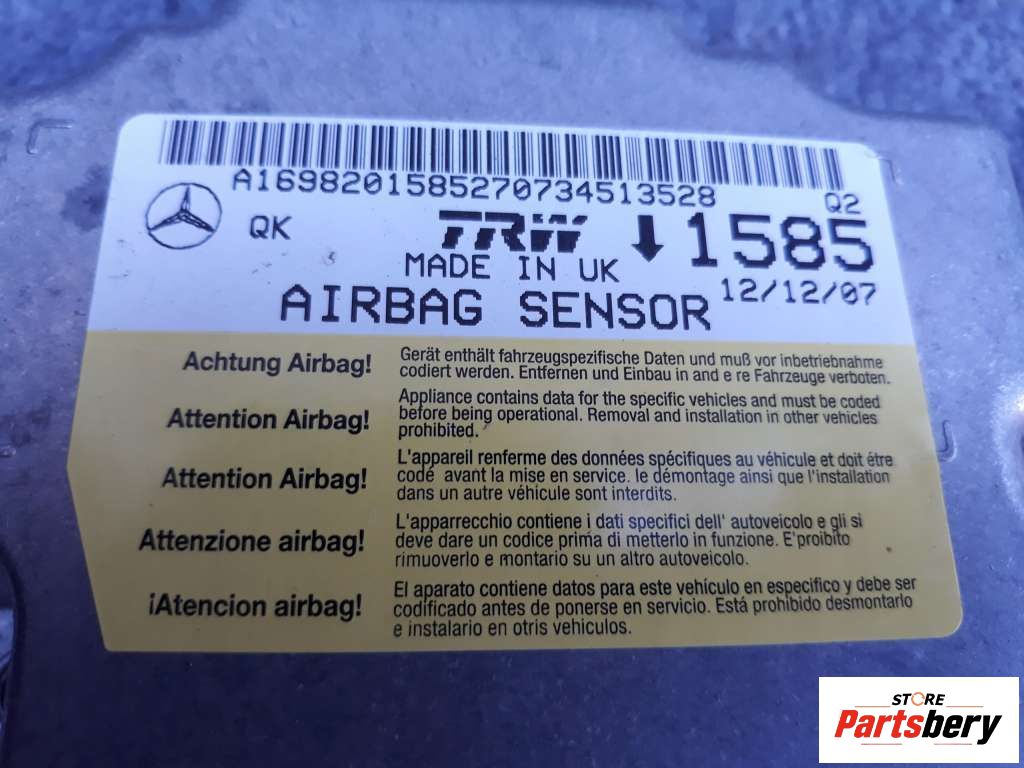 A1698201585270734513528
Q2
QK TRW 1585
MADE IN UK
12/12/07
AIRBAG SENSOR
Achtung Airbag!
Gerät enthält fahrzeugspezifische Daten und muß vor inbetriebnahme
codiert werden. Entfernen und Einbau in and e re Fahrzeuge verboten.
Attention Airbag!
Appliance contains data for the specific vehicles and must be coded
before being operational. Removal and installation in other vehicles
prohibited.
Attention Airbag!
L'appareil renferme des données spécifiques au véhicule et doit étre
codé avant la mise en service. le démontage ainsi que l'installation
dans un autre véhicule sont interdits.
Attenzione airbag!
L'apparrecchio contiene i dati specifici dell' autoveicolo e gli si
deve dare un codice prima di metterlo in funzione. E'proibito
rimuoverlo e montario su un altro autoveicolo.
¡Atencion airbag!
El aparato contiene datos para este vehículo en especifico y debe ser
codificado antes de ponerse en servicio. Está prohibido desmontarlo
e instalario en otris vehículos.
STORE
Partsbery